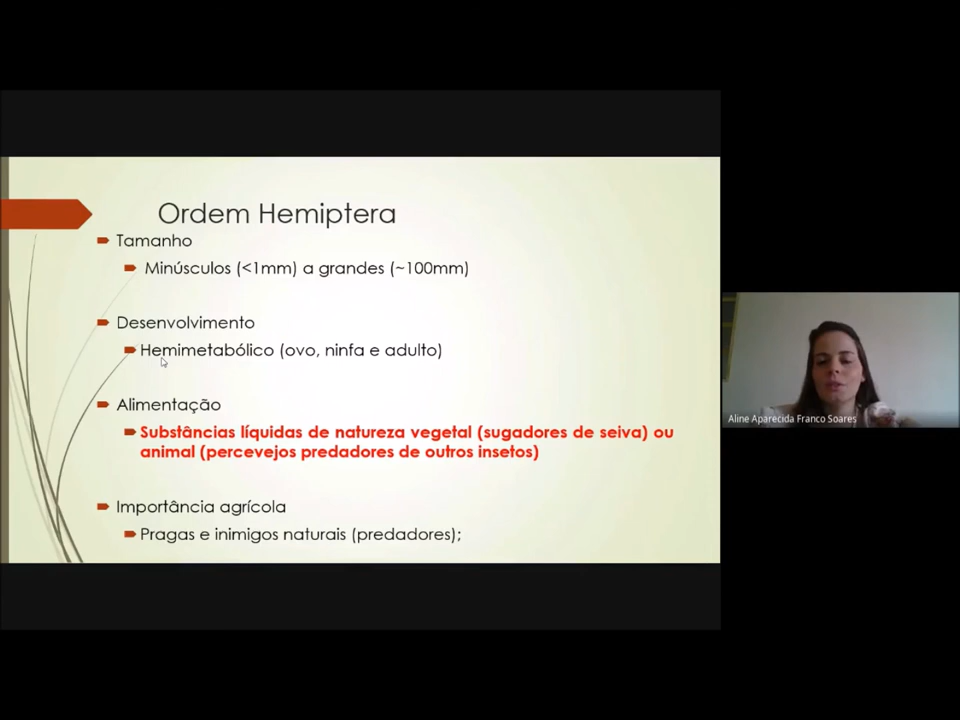 Ordem Hemiptera
Tamanho
Minúsculos (<1mm) a grandes (~100mm)
Desenvolvimento
Hemimetabólico (ovo, ninfa e adulto)
Alimentação
Substâncias líquidas de natureza vegetal (sugadores de seiva) ou
animal (percevejos predadores de outros insetos)
Importância agrícola
Pragas e inimigos naturais (predadores);
Aline Aparecida Franco Soares